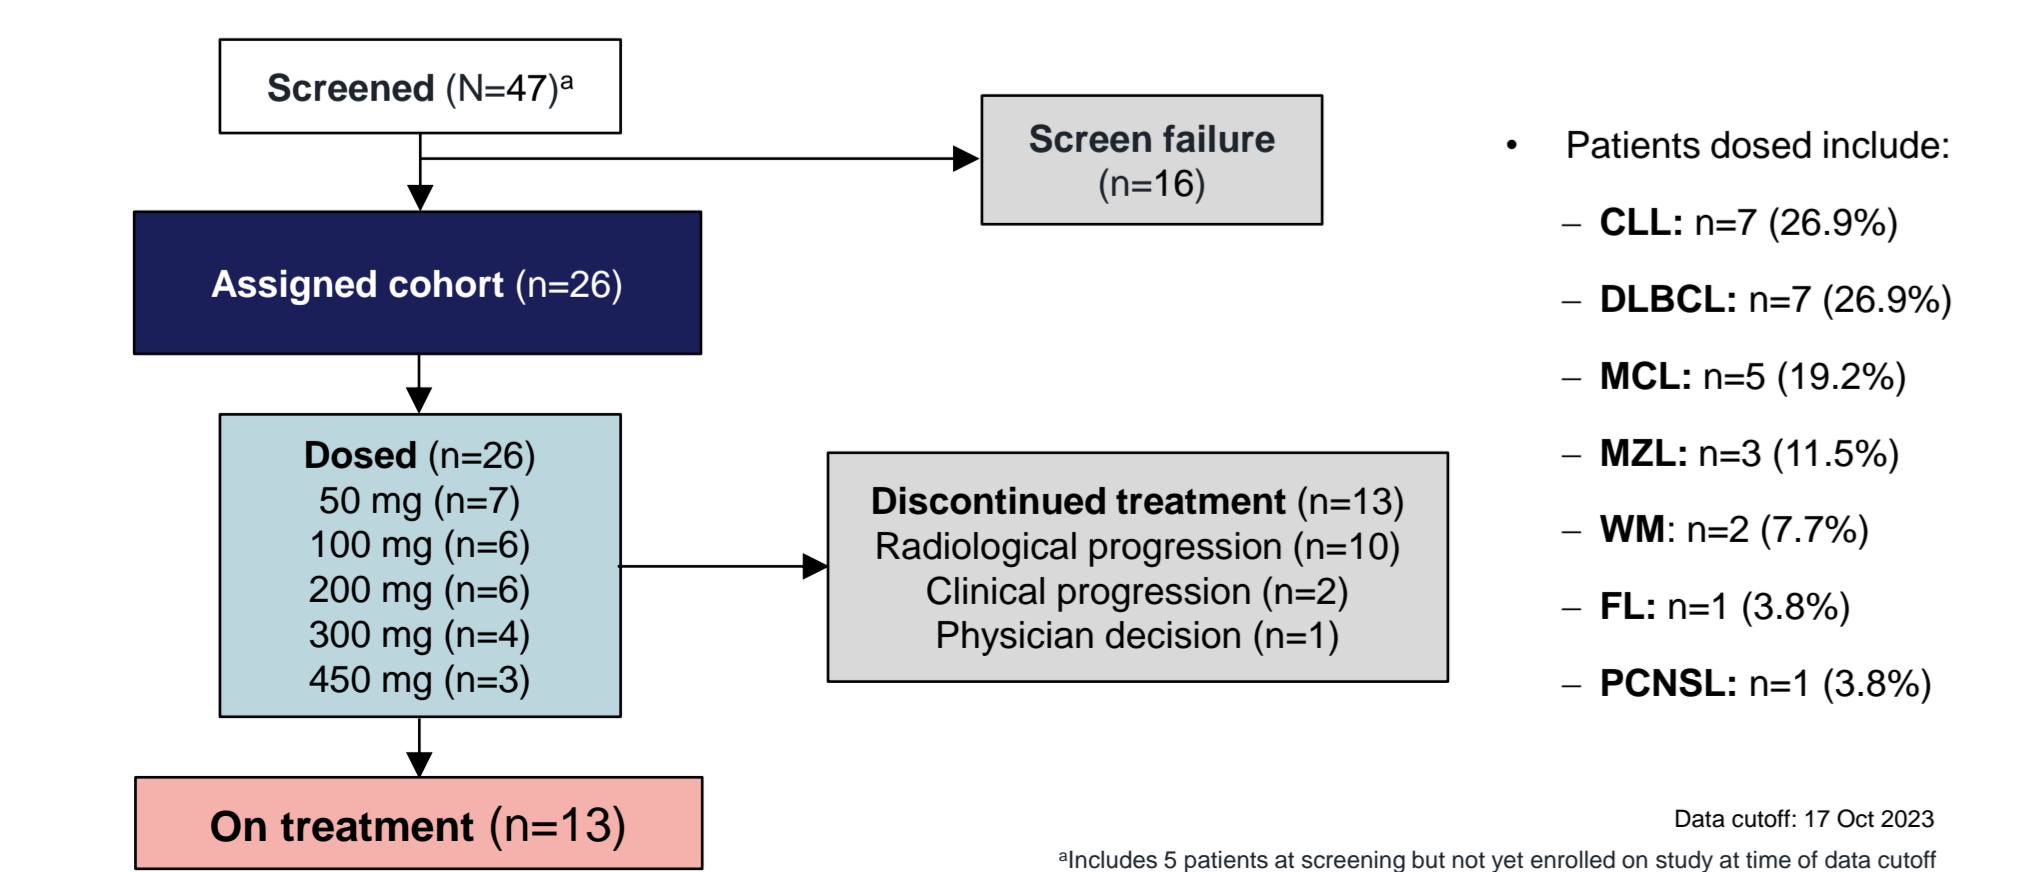 Screened (N=47)ᵃ
Screen failure
(n=16)
Assigned cohort (n=26)
Dosed (n=26)
50 mg (n=7)
100 mg (n=6)
200 mg (n=6)
300 mg (n=4)
450 mg (n=3)
Discontinued treatment (n=13)
Radiological progression (n=10)
Clinical progression (n=2)
Physician decision (n=1)
On treatment (n=13)
• Patients dosed include:
– CLL: n=7 (26.9%)
– DLBCL: n=7 (26.9%)
– MCL: n=5 (19.2%)
– MZL: n=3 (11.5%)
– WM: n=2 (7.7%)
– FL: n=1 (3.8%)
– PCNSL: n=1 (3.8%)
Data cutoff: 17 Oct 2023
ᵃIncludes 5 patients at screening but not yet enrolled on study at time of data cutoff